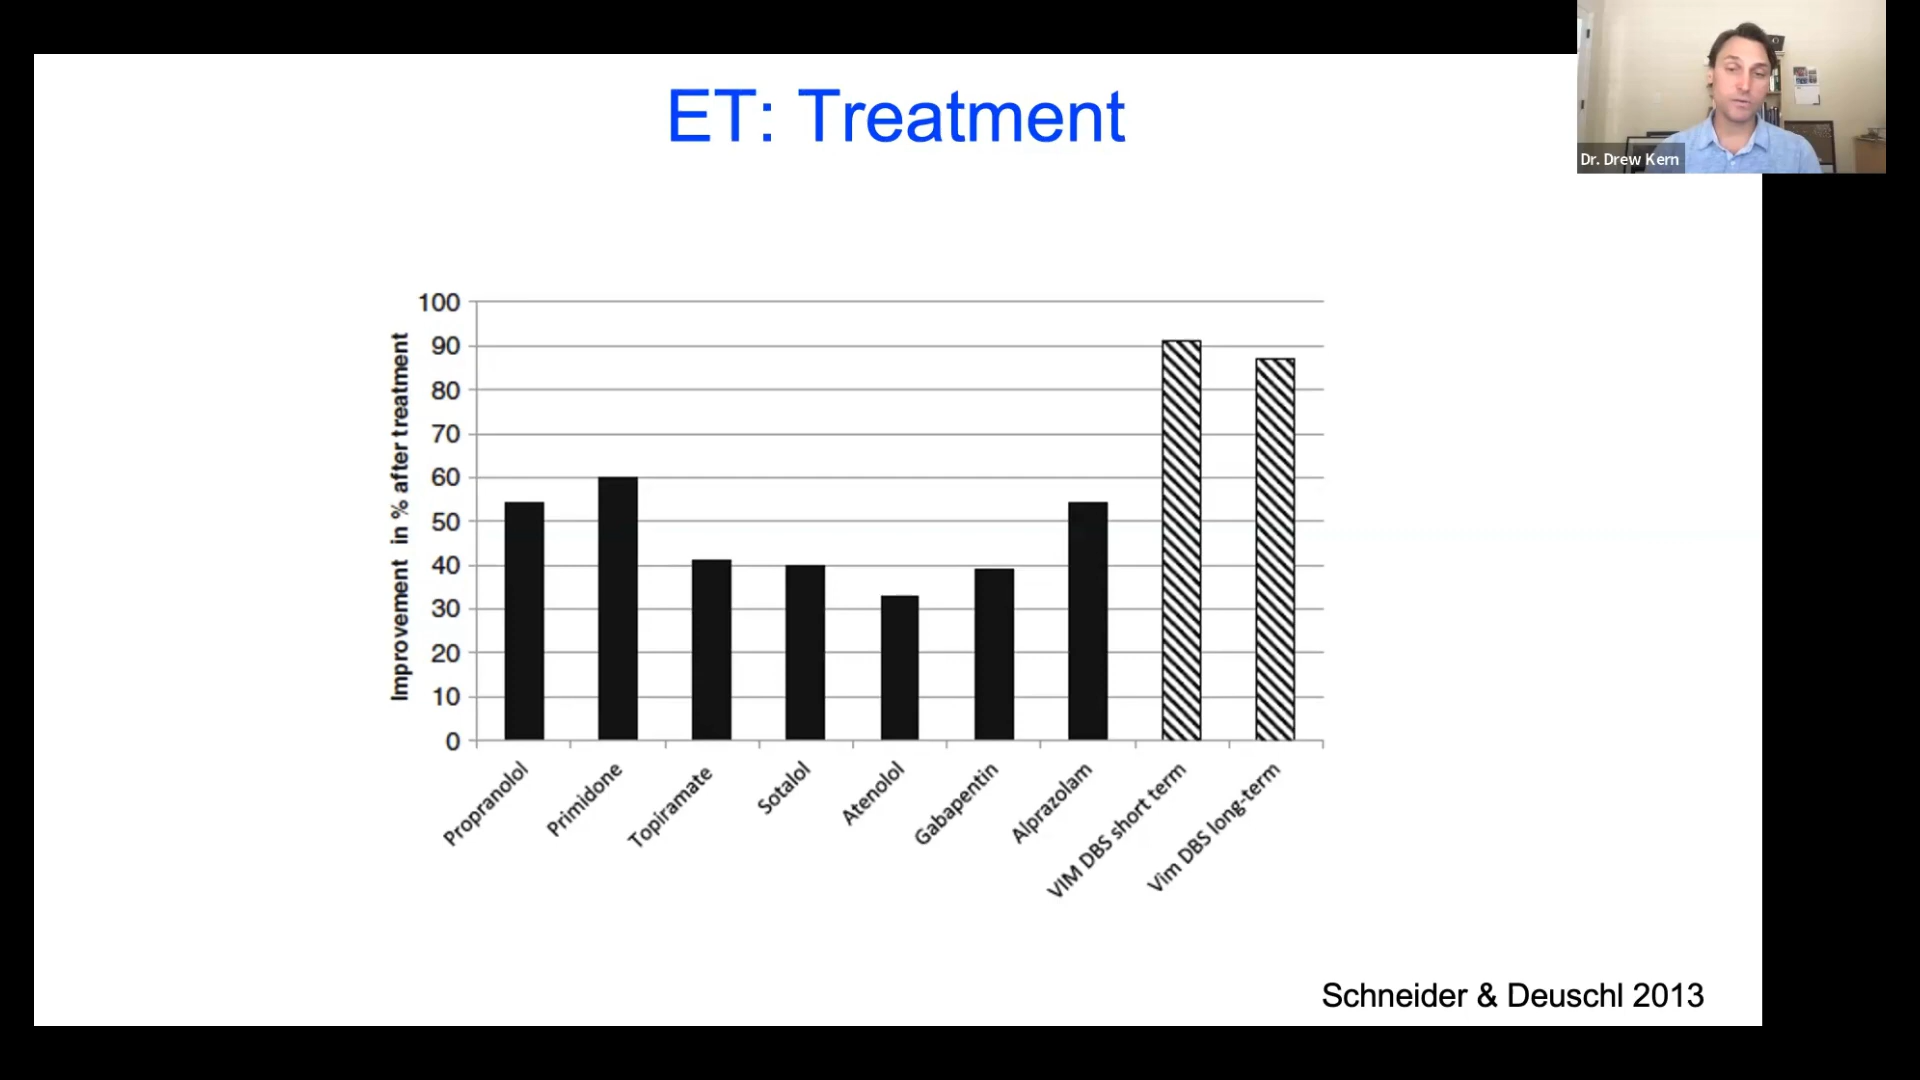 ET: Treatment
Dr. Drew Kern
Improvement in % after treatment
100
90
80
70
60
50
40
30
20
10
0
Propranolol
Primidone
Topiramate
Sotalol
Atenolol
Gabapentin
Alprazolam
VIM DBS short term
Vim DBS long-term
Schneider & Deuschl 2013